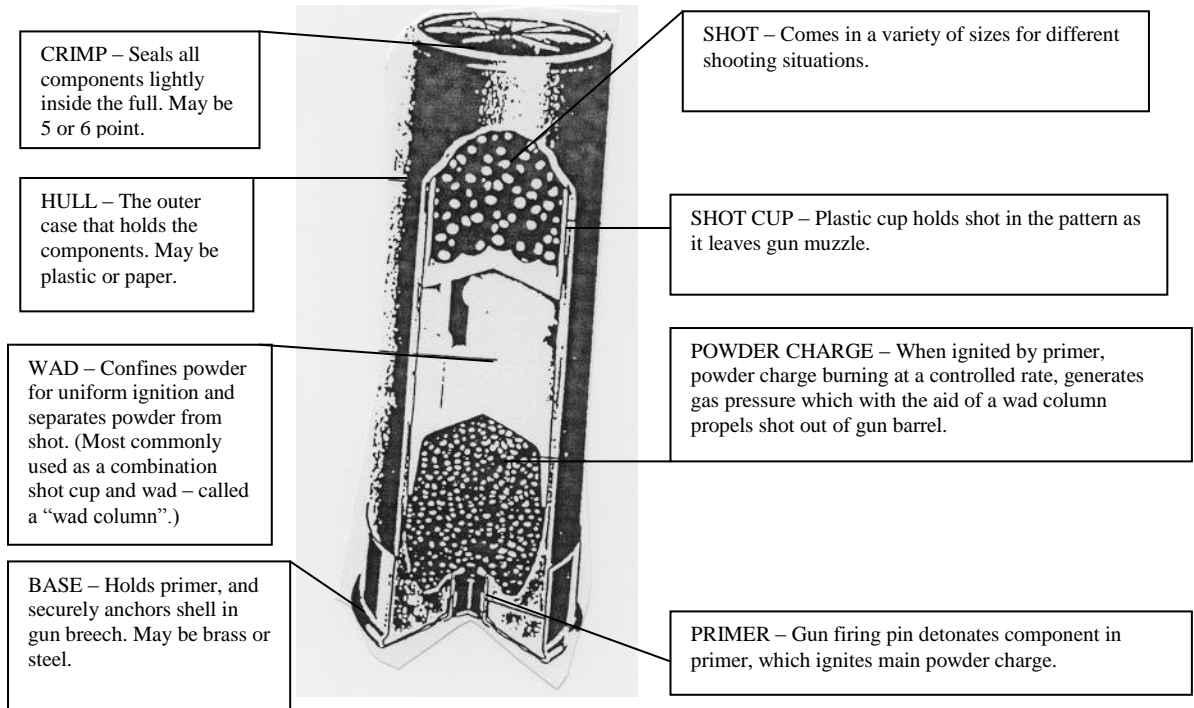 CRIMP – Seals all
components lightly
inside the full. May be
5 or 6 point.
HULL – The outer
case that holds the
components. May be
plastic or paper.
WAD – Confines powder
for uniform ignition and
separates powder from
shot. (Most commonly
used as a combination
shot cup and wad – called
a “wad column”.)
BASE – Holds primer, and
securely anchors shell in
gun breech. May be brass or
steel.
SHOT – Comes in a variety of sizes for different
shooting situations.
SHOT CUP – Plastic cup holds shot in the pattern as
it leaves gun muzzle.
POWDER CHARGE – When ignited by primer,
powder charge burning at a controlled rate, generates
gas pressure which with the aid of a wad column
propels shot out of gun barrel.
PRIMER – Gun firing pin detonates component in
primer, which ignites main powder charge.